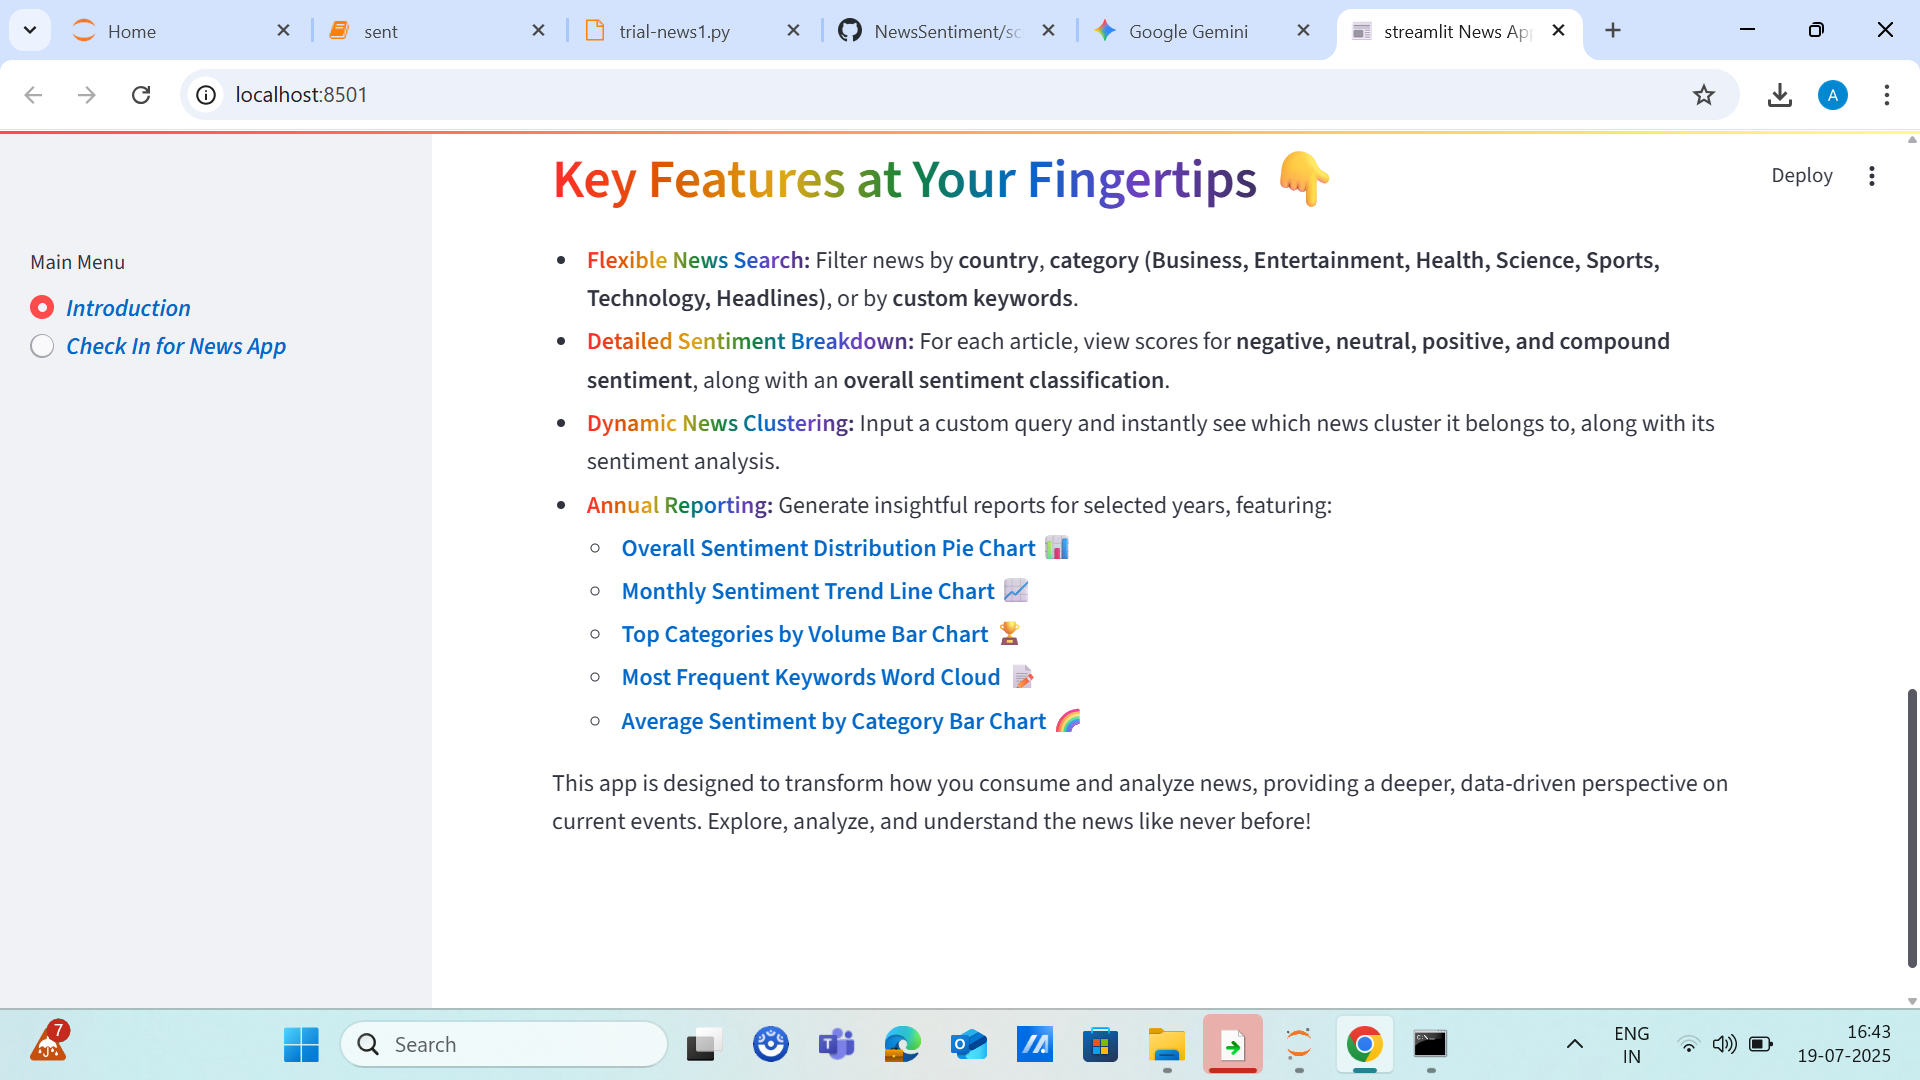 Home
sent
trial-news1.py
NewsSentiment/sc
Google Gemini
streamlit News App
localhost:8501
A
Deploy
Main Menu
Introduction
Check In for News App
Key Features at Your Fingertips
Flexible News Search: Filter news by country, category (Business, Entertainment, Health, Science, Sports,
Technology, Headlines), or by custom keywords.
Detailed Sentiment Breakdown: For each article, view scores for negative, neutral, positive, and compound
sentiment, along with an overall sentiment classification.
Dynamic News Clustering: Input a custom query and instantly see which news cluster it belongs to, along with its
sentiment analysis.
Annual Reporting: Generate insightful reports for selected years, featuring:
Overall Sentiment Distribution Pie Chart
Monthly Sentiment Trend Line Chart
Top Categories by Volume Bar Chart
Most Frequent Keywords Word Cloud
Average Sentiment by Category Bar Chart
This app is designed to transform how you consume and analyze news, providing a deeper, data-driven perspective on
current events. Explore, analyze, and understand the news like never before!
7
Search
ENG
IN
16:43
19-07-2025